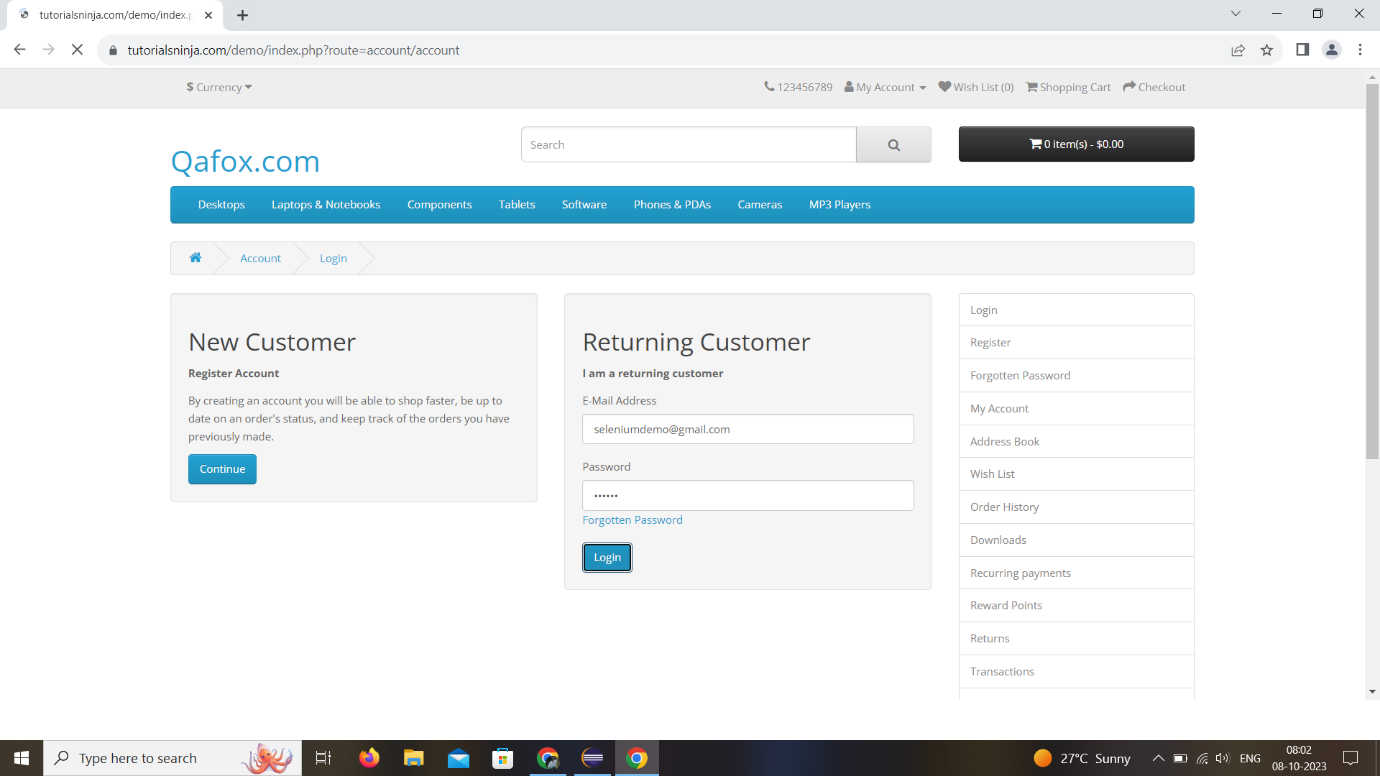 tutorialsninja.com/demo/index.p
tutorialsninja.com/demo/index.php?route=account/account
$ Currency
123456789 My Account Wish List (0) Shopping Cart Checkout
Qafox.com
Search
0 item(s) - $0.00
Desktops Laptops & Notebooks Components Tablets Software Phones & PDAs Cameras MP3 Players
Account Login
New Customer
Register Account
By creating an account you will be able to shop faster, be up to
date on an order's status, and keep track of the orders you have
previously made.
Continue
Returning Customer
I am a returning customer
E-Mail Address
seleniumdemo@gmail.com
Password
••••••
Forgotten Password
Login
Login
Register
Forgotten Password
My Account
Address Book
Wish List
Order History
Downloads
Recurring payments
Reward Points
Returns
Transactions
Type here to search
27°C Sunny
ENG
08:02
08-10-2023